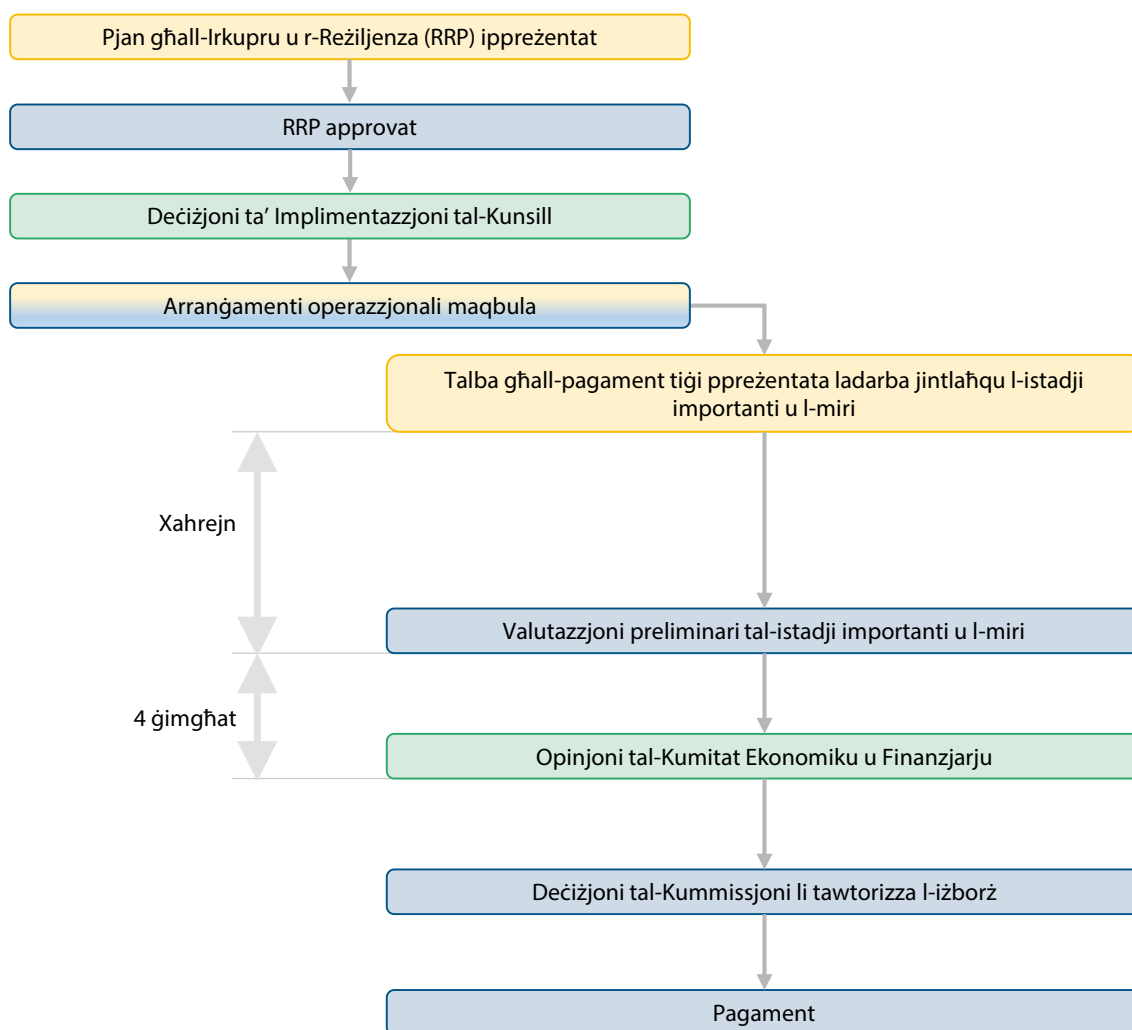 Pjan għall-Irkupru u r-Reżiljenza (RRP) ippreżentat
RRP approvat
Deċiżjoni ta’ Implimentazzjoni tal-Kunsill
Arranġamenti operazzjonali maqbula
Talba għall-pagament tiġi ppreżentata ladarba jintlaħqu l-istadji
importanti u l-miri
Xahrejn
Valutazzjoni preliminari tal-istadji importanti u l-miri
4 ġimgħat
Opinjoni tal-Kumitat Ekonomiku u Finanzjarju
Deċiżjoni tal-Kummissjoni li tawtorizza l-iżborż
Pagament